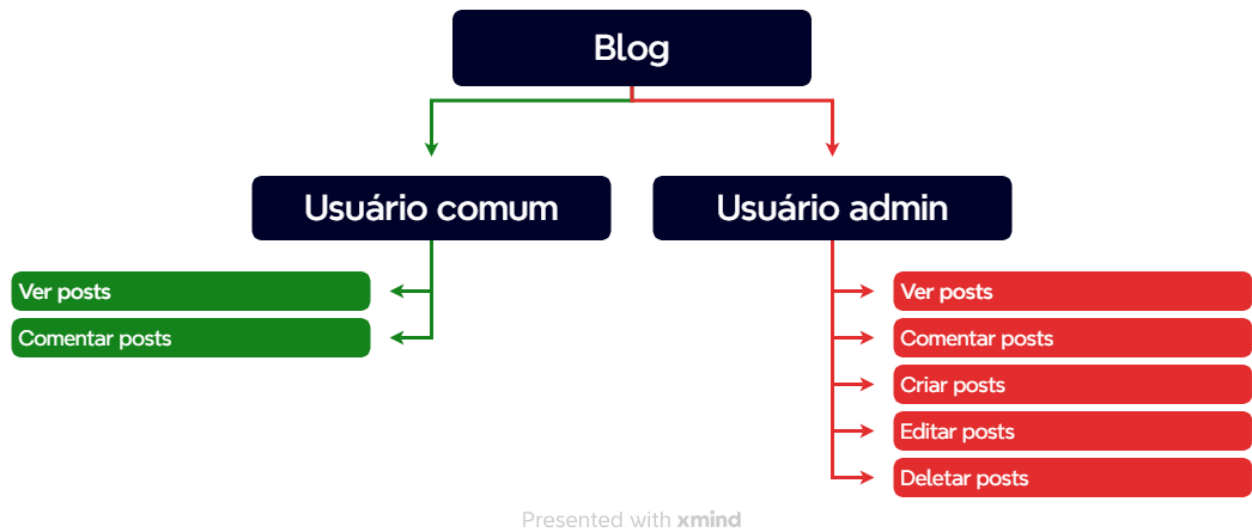 Blog
Usuário comum
Usuário admin
Ver posts
Comentar posts
Ver posts
Comentar posts
Criar posts
Editar posts
Deletar posts
Presented with xmind